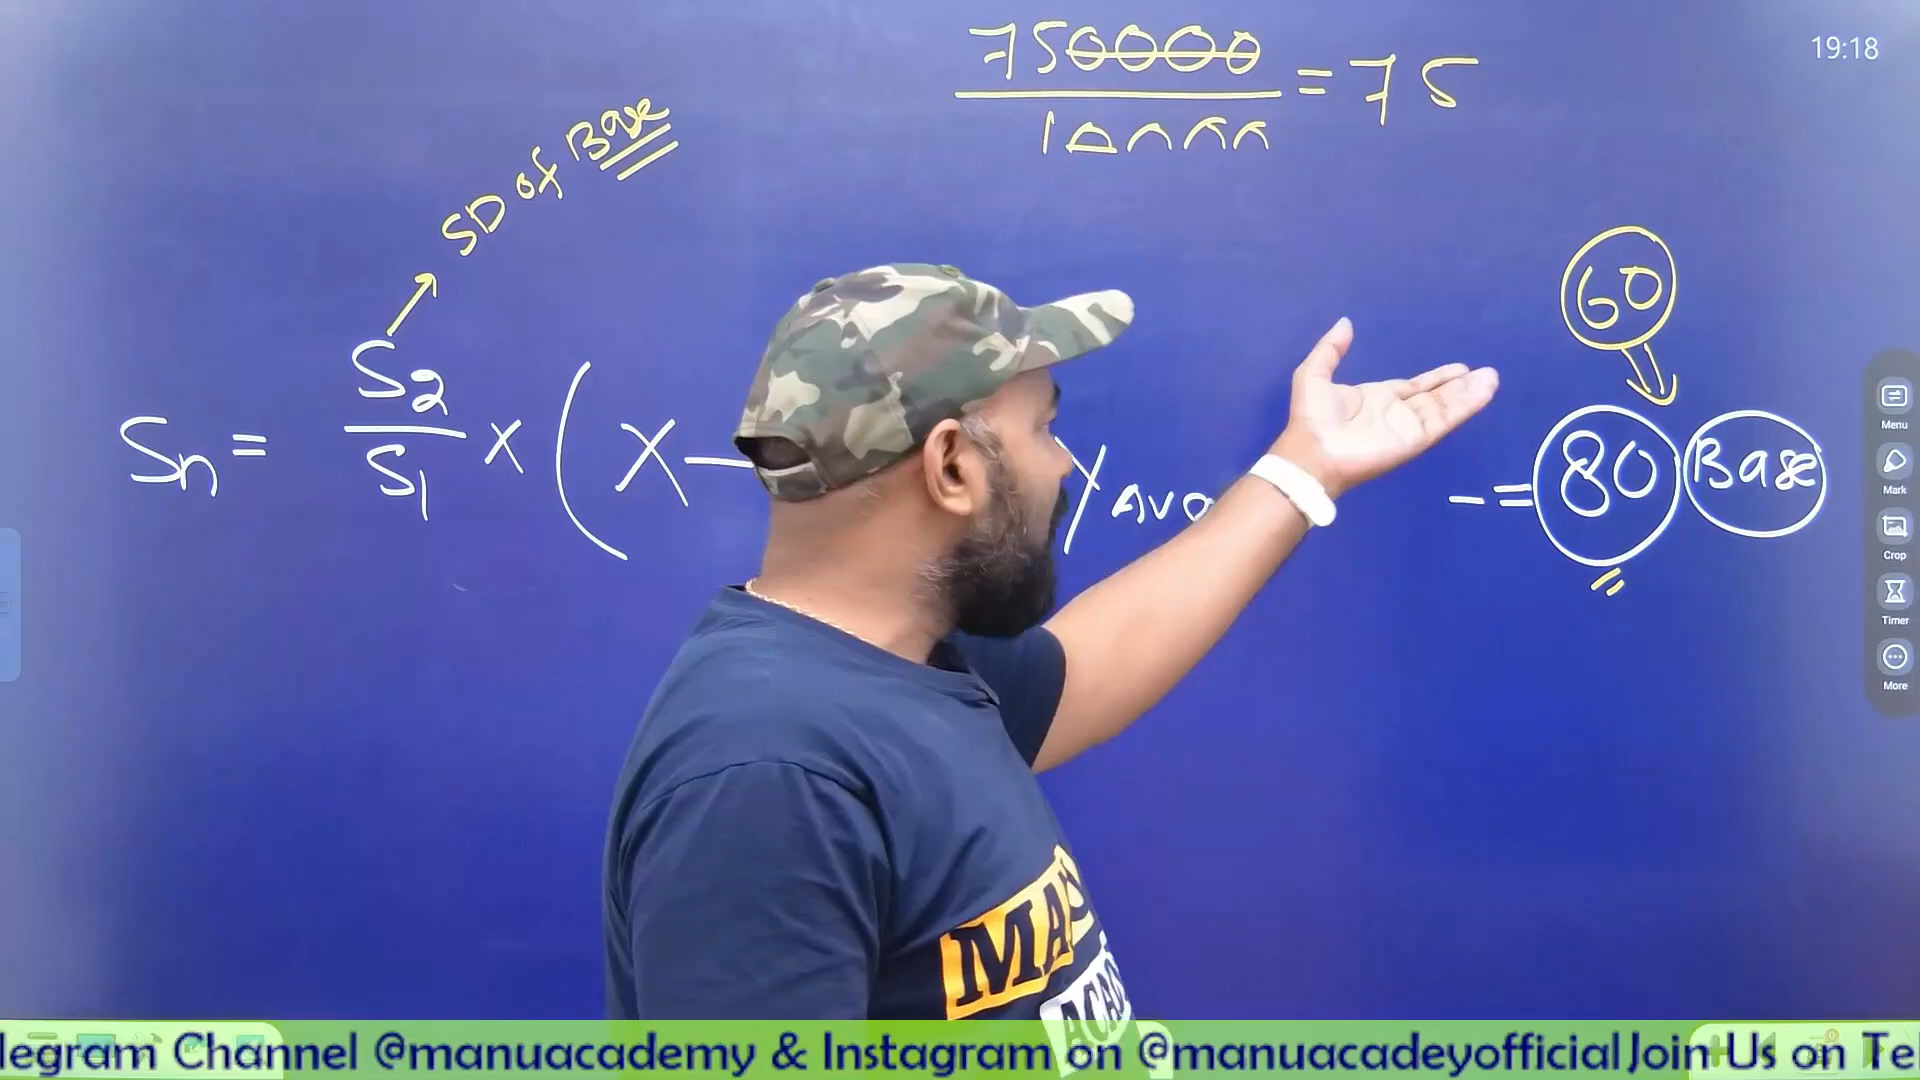 19:18
750000
= 75
10000
SD of Base
60
Sn = S2 / S1 × ( X –
Y Avg
– = 80 Base
Menu
Mark
Crop
Timer
More
legram Channel @manuacademy & Instagram on @manuacadeyofficial Join Us on Tel